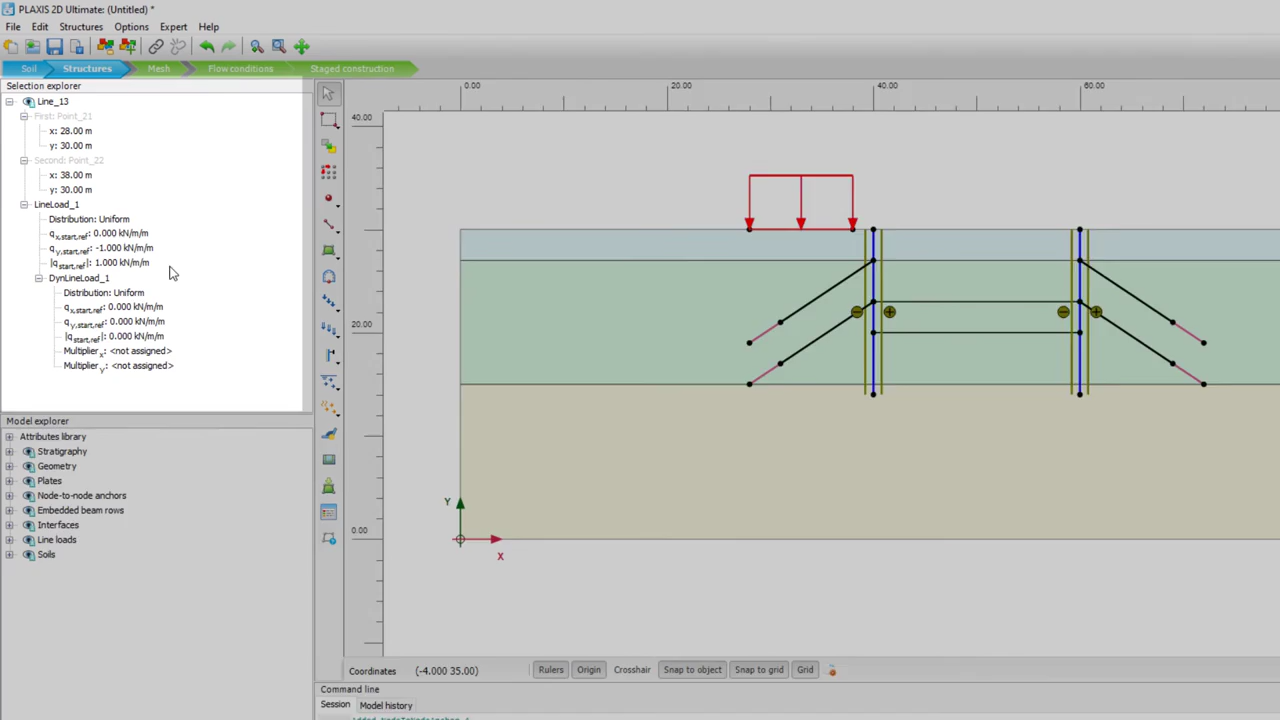 PLAXIS 2D Ultimate: (Untitled) *
File Edit Structures Options Expert Help
Soil Structures Mesh Flow conditions Staged construction
Selection explorer
Line_13
First: Point_21
x: 28.00 m
y: 30.00 m
Second: Point_22
x: 38.00 m
y: 30.00 m
LineLoad_1
Distribution: Uniform
qx,start,ref: 0.000 kN/m/m
qy,start,ref: -1.000 kN/m/m
|qstart,ref|: 1.000 kN/m/m
DynLineLoad_1
Distribution: Uniform
qx,start,ref: 0.000 kN/m/m
qy,start,ref: 0.000 kN/m/m
|qstart,ref|: 0.000 kN/m/m
Multiplierx: <not assigned>
Multipliery: <not assigned>
Model explorer
Attributes library
Stratigraphy
Geometry
Plates
Node-to-node anchors
Embedded beam rows
Interfaces
Line loads
Soils
0.00 20.00 40.00 60.00
40.00
20.00
0.00
Y
X
Coordinates (-4.000 35.00) Rulers Origin Crosshair Snap to object Snap to grid Grid
Command line
Session Model history